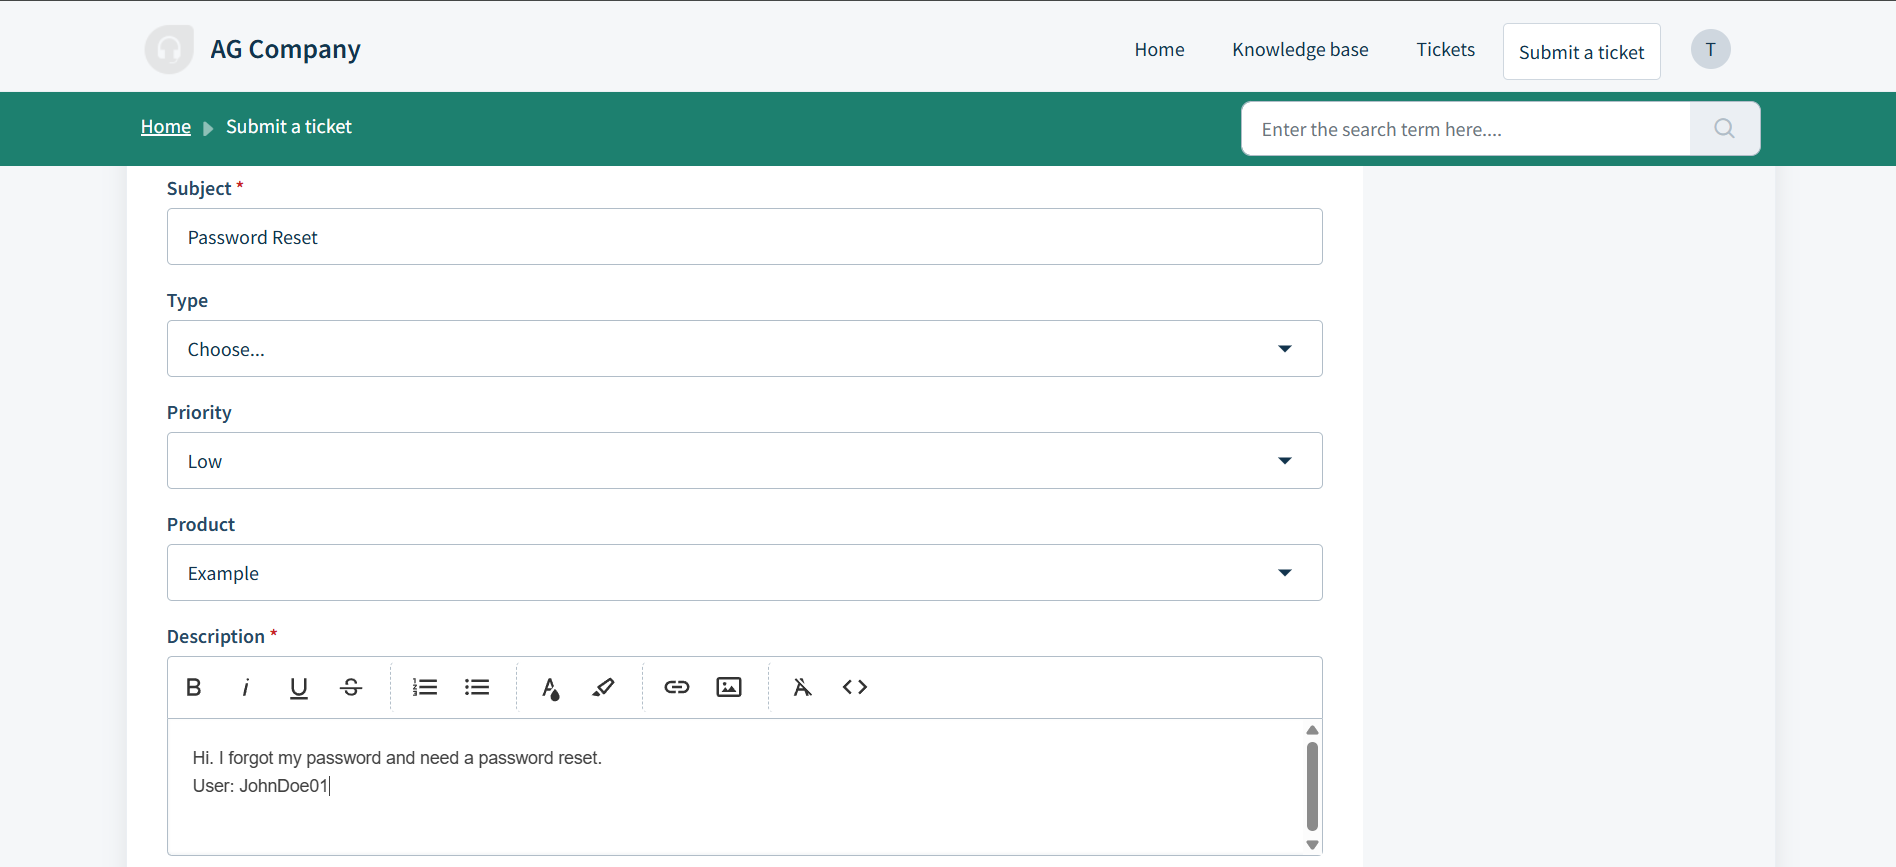 AG Company
Home Knowledge base Tickets Submit a ticket T
Home Submit a ticket
Enter the search term here....
Subject *
Password Reset
Type
Choose...
Priority
Low
Product
Example
Description *
Hi. I forgot my password and need a password reset.
User: JohnDoe01